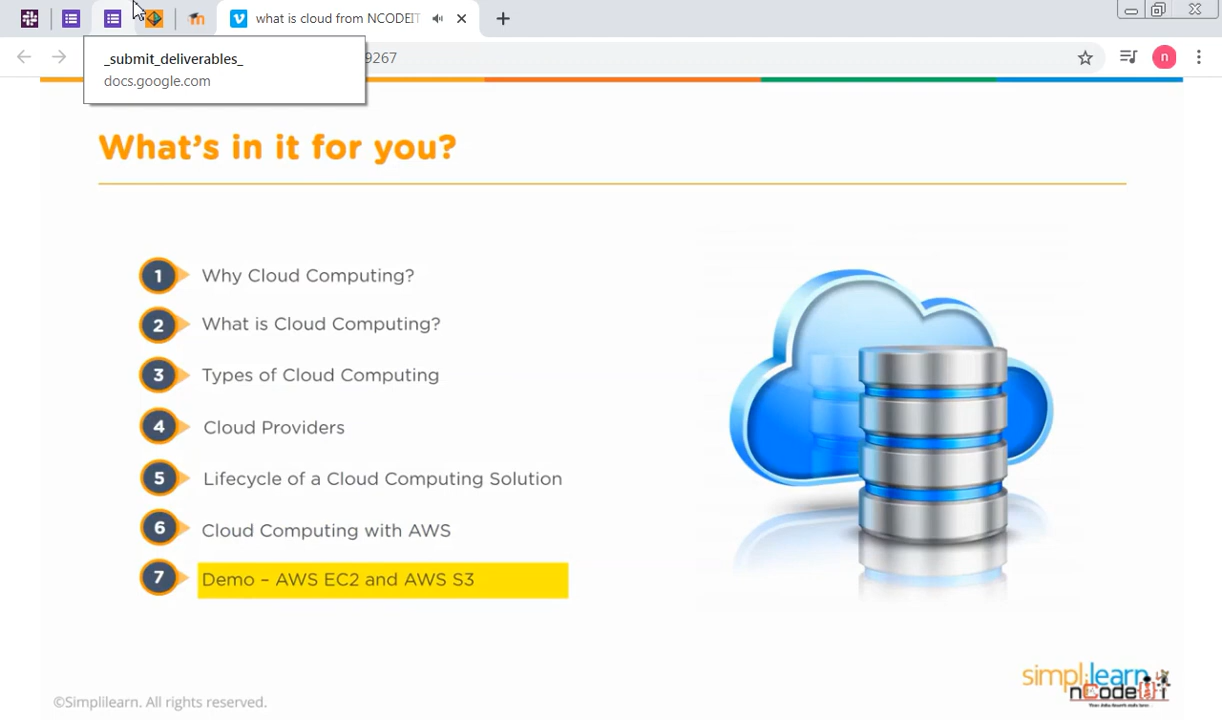 what is cloud from NCODEIT
_submit_deliverables_
docs.google.com
9267
n
What's in it for you?
1 Why Cloud Computing?
2 What is Cloud Computing?
3 Types of Cloud Computing
4 Cloud Providers
5 Lifecycle of a Cloud Computing Solution
6 Cloud Computing with AWS
7 Demo – AWS EC2 and AWS S3
simplilearn
©Simplilearn. All rights reserved.